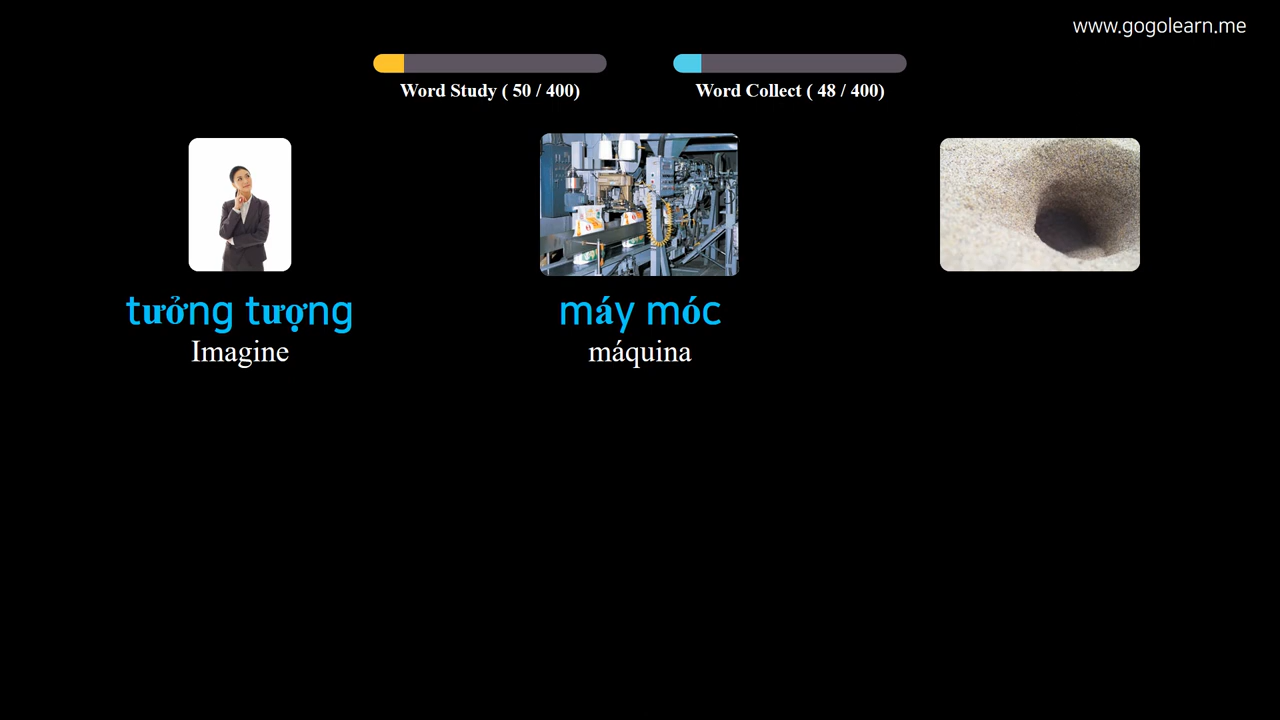 www.gogolearn.me
Word Study ( 50 / 400)
Word Collect ( 48 / 400)
tưởng tượng
Imagine
máy móc
máquina